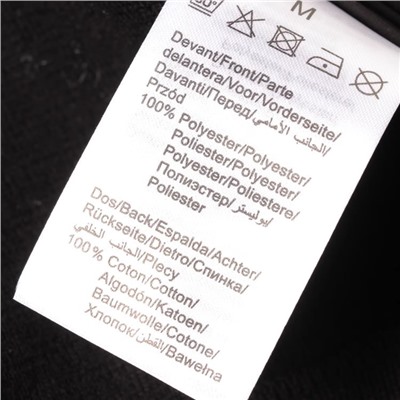 30°
M
Devant/Front/Parte
delantera/Voor/Vorderseite/
Davanti/Перед/الجانب الأمامي/
Przód
100% Polyester/Polyester/
Poliester/Polyester/
Polyester/Poliestere/
Полиэстер/بوليستر/
Poliester
Dos/Back/Espalda/Achter/
Rückseite/Dietro/Спинка/
الجانب الخلفي/Plecy
100% Coton/Cotton/
Algodón/Katoen/
Baumwolle/Cotone/
Хлопок/القطن/Bawełna